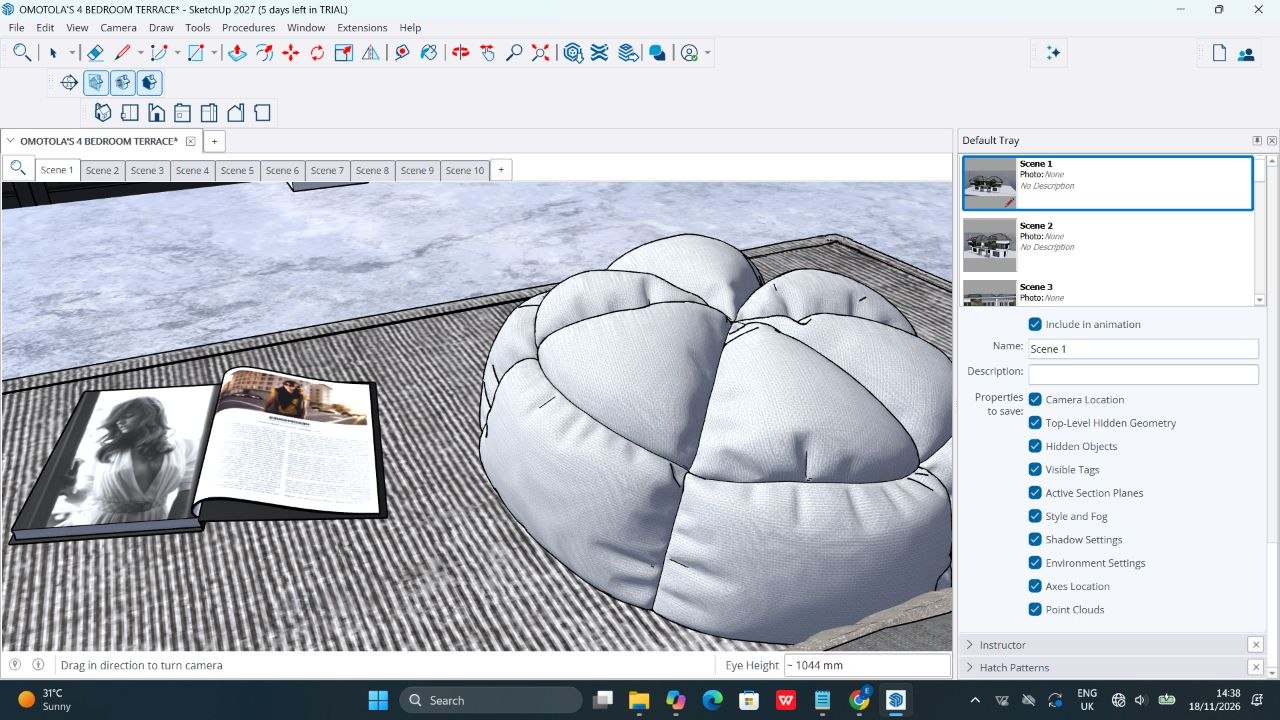 OMOTOLA'S 4 BEDROOM TERRACE* - SketchUp 2027 (5 days left in TRIAL)
File Edit View Camera Draw Tools Procedures Window Extensions Help
OMOTOLA'S 4 BEDROOM TERRACE*
Default Tray
Scene 1 Scene 2 Scene 3 Scene 4 Scene 5 Scene 6 Scene 7 Scene 8 Scene 9 Scene 10
Scene 1
Photo: None
No Description
Scene 2
Photo: None
No Description
Scene 3
Photo: None
Include in animation
Name: Scene 1
Description:
Properties to save:
Camera Location
Top-Level Hidden Geometry
Hidden Objects
Visible Tags
Active Section Planes
Style and Fog
Shadow Settings
Environment Settings
Axes Location
Point Clouds
Instructor
Hatch Patterns
Drag in direction to turn camera
Eye Height ~ 1044 mm
31°C
Sunny
Search
ENG
UK
14:38
18/11/2026